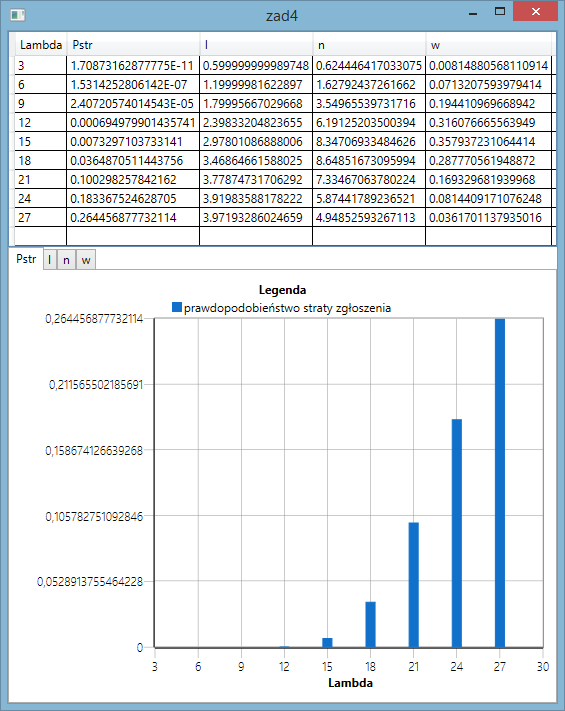 zad4
Lambda Pstr l n w
3 1.70873162877775E-11 0.599999999989748 0.624446417033075 0.00814880568110914
6 1.5314252806142E-07 1.19999981622897 1.62792437261662 0.0713207593979414
9 2.40720574014543E-05 1.79995667029668 3.54965539731716 0.194410969668942
12 0.000694979901435741 2.39833204823655 6.19125203500394 0.316076665563949
15 0.0073297103733141 2.97801086888006 8.34706933484626 0.357937231064414
18 0.0364870511443756 3.46864661588025 8.64851673095994 0.287770561948872
21 0.100298257842162 3.77874731706292 7.33467063780224 0.169329681939968
24 0.183367524628705 3.91983588178222 5.87441789236521 0.0814409171076248
27 0.264456877732114 3.97193286024659 4.94852593267113 0.0361701137935016
Pstr l n w
Legenda
prawdopodobieństwo straty zgłoszenia
0,264456877732114
0,211565502185691
0,158674126639268
0,105782751092846
0,0528913755464228
0
3 6 9 12 15 18 21 24 27 30
Lambda